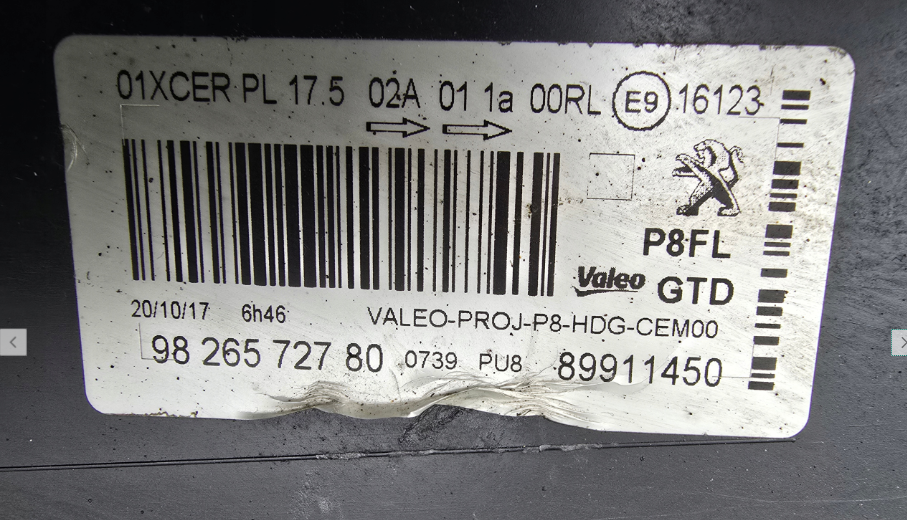 01XCER PL 17.5 02A 01 1a 00RL E9 16123
P8FL
Valeo GTD
20/10/17 6h46 VALEO-PROJ-P8-HDG-CEM00
98 265 727 80 0739 PU8 89911450